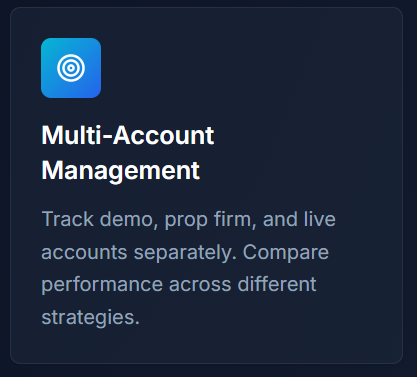 Multi-Account
Management
Track demo, prop firm, and live
accounts separately. Compare
performance across different
strategies.